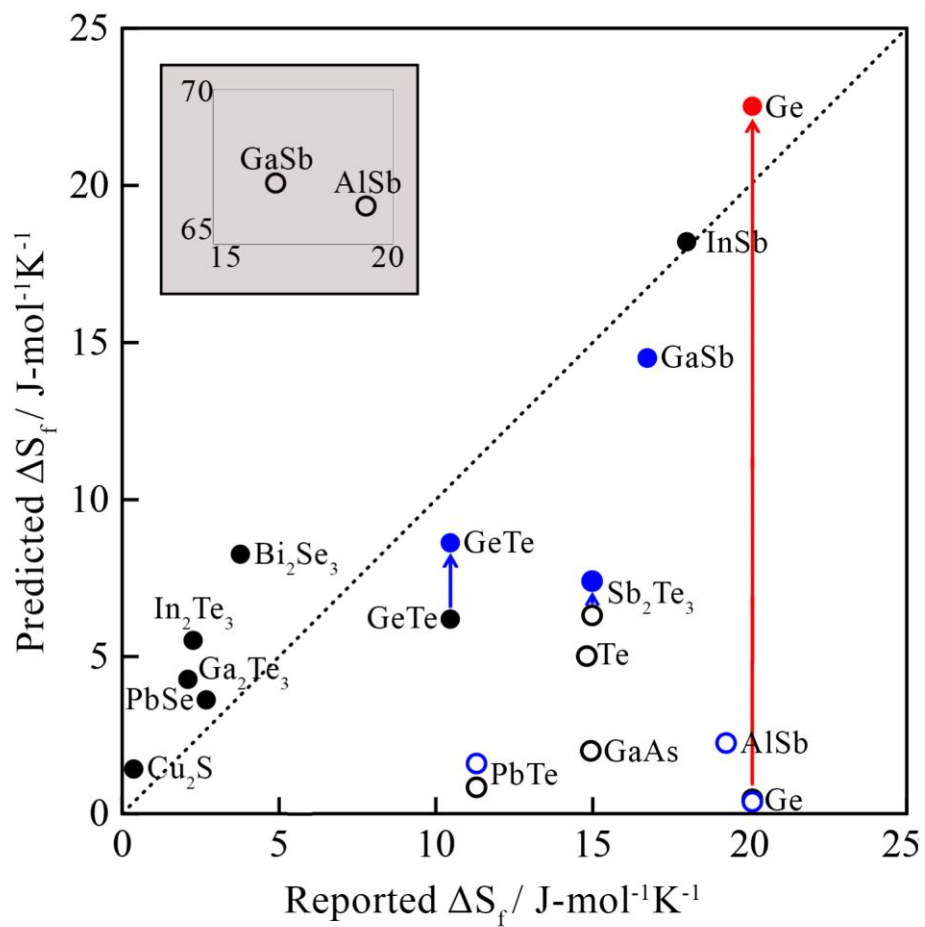 25
20
15
10
5
0
Predicted ΔS_f / J-mol⁻¹K⁻¹
70
65
15 20
GaSb
AlSb
Ge
InSb
GaSb
GeTe
GeTe
Bi₂Se₃
Sb₂Te₃
In₂Te₃
Te
Ga₂Te₃
PbSe
GaAs
AlSb
PbTe
Cu₂S
Ge
0 5 10 15 20 25
Reported ΔS_f / J-mol⁻¹K⁻¹